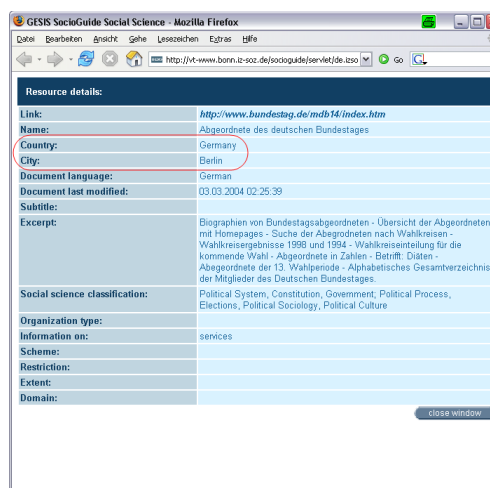 GESIS SocioGuide Social Science - Mozilla Firefox
Datei Bearbeiten Ansicht Gehe Lesezeichen Extras Hilfe
http://vt-www.bonn.iz-soz.de/socioguide/servlet/de.izso Go G
Resource details:
Link: http://www.bundestag.de/mdb14/index.htm
Name: Abgeordnete des deutschen Bundestages
Country: Germany
City: Berlin
Document language: German
Document last modified: 03.03.2004 02:25:39
Subtitle:
Excerpt: Biographien von Bundestagsabgeordneten - Übersicht der Abgeordneten
mit Homepages - Suche der Abegrodneten nach Wahlkreisen -
Wahlkreisergebnisse 1998 und 1994 - Wahlkreiseinteilung für die
kommende Wahl - Abgeordnete in Zahlen - Betrifft: Diäten -
Abegeordnete der 13. Wahlperiode - Alphabetisches Gesamtverzeichnis
der Mitglieder des Deutschen Bundestages.
Social science classification: Political System, Constitution, Government; Political Process,
Elections, Political Sociology, Political Culture
Organization type:
Information on: services
Scheme:
Restriction:
Extent:
Domain:
close window